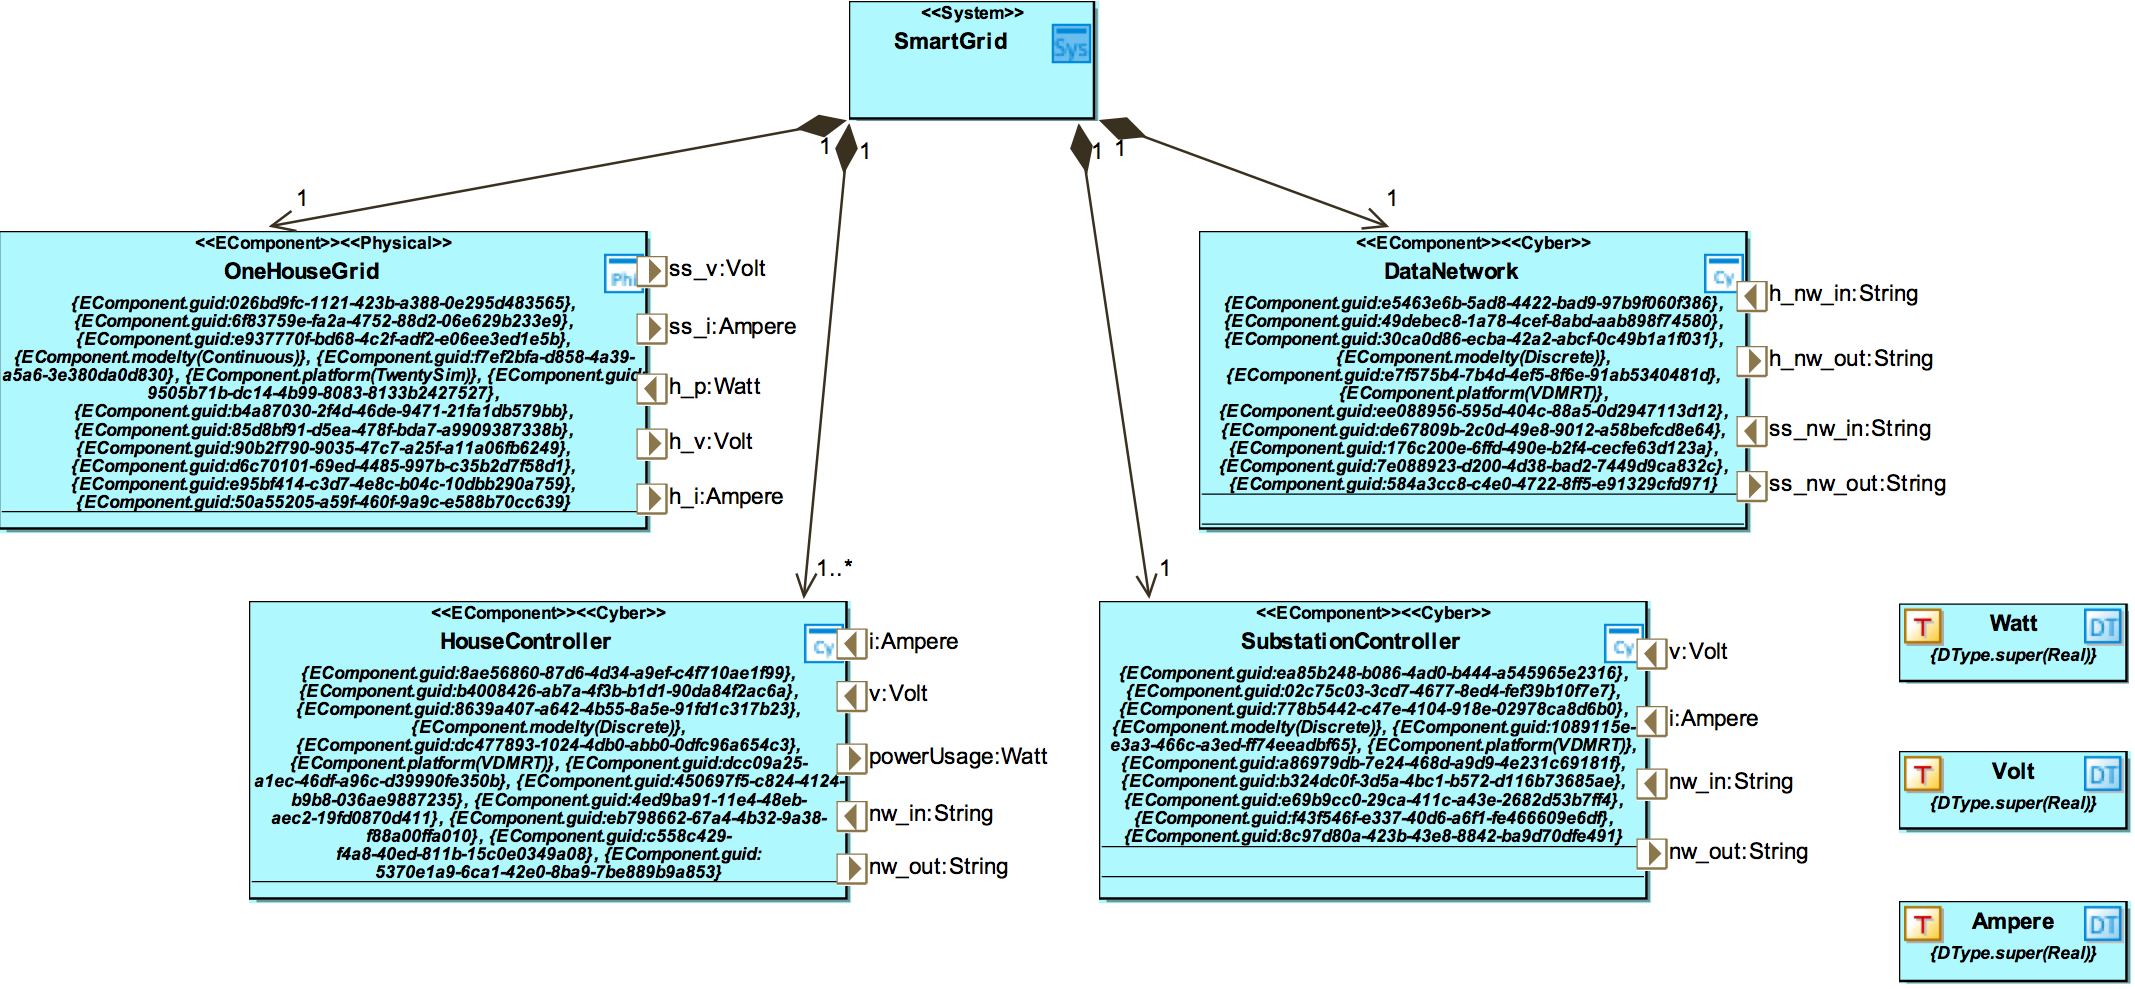 <<System>>
SmartGrid
Sys
1
1
1
1
1
1
<<EComponent>><<Physical>>
OneHouseGrid
Phi
{EComponent.guid:026bd9fc-1121-423b-a388-0e295d483565},
{EComponent.guid:6f83759e-fa2a-4752-88d2-06e629b233e9},
{EComponent.guid:e937770f-bd68-4c2f-adf2-e06ee3ed1e5b},
{EComponent.modelty(Continuous)}, {EComponent.guid:f7ef2bfa-d858-4a39-
a5a6-3e380da0d830}, {EComponent.platform(TwentySim)}, {EComponent.guid:
9505b71b-dc14-4b99-8083-8133b2427527},
{EComponent.guid:b4a87030-2f4d-46de-9471-21fa1db579bb},
{EComponent.guid:85d8bf91-d5ea-478f-bda7-a9909387338b},
{EComponent.guid:90b2f790-9035-47c7-a25f-a11a06fb6249},
{EComponent.guid:d6c70101-69ed-4485-997b-c35b2d7f58d1},
{EComponent.guid:e95bf414-c3d7-4e8c-b04c-10dbb290a759},
{EComponent.guid:50a55205-a59f-460f-9a9c-e588b70cc639}
ss_v:Volt
ss_i:Ampere
h_p:Watt
h_v:Volt
h_i:Ampere
<<EComponent>><<Cyber>>
DataNetwork
Cy
{EComponent.guid:e5463e6b-5ad8-4422-bad9-97b9f060f386},
{EComponent.guid:49debec8-1a78-4cef-8abd-aab898f74580},
{EComponent.guid:30ca0d86-ecba-42a2-abcf-0c49b1a1f031},
{EComponent.modelty(Discrete)},
{EComponent.guid:e7f575b4-7b4d-4ef5-8f6e-91ab5340481d},
{EComponent.platform(VDMRT)},
{EComponent.guid:ee088956-595d-404c-88a5-0d2947113d12},
{EComponent.guid:de67809b-2c0d-49e8-9012-a58befcd8e64},
{EComponent.guid:176c200e-6ffd-490e-b2f4-cecfe63d123a},
{EComponent.guid:7e088923-d200-4d38-bad2-7449d9ca832c},
{EComponent.guid:584a3cc8-c4e0-4722-8ff5-e91329cfd971}
h_nw_in:String
h_nw_out:String
ss_nw_in:String
ss_nw_out:String
1..*
1
<<EComponent>><<Cyber>>
HouseController
Cy
{EComponent.guid:8ae56860-87d6-4d34-a9ef-c4f710ae1f99},
{EComponent.guid:b4008426-ab7a-4f3b-b1d1-90da84f2ac6a},
{EComponent.guid:8639a407-a642-4b55-8a5e-91fd1c317b23},
{EComponent.modelty(Discrete)},
{EComponent.guid:dc477893-1024-4db0-abb0-0dfc96a654c3},
{EComponent.platform(VDMRT)}, {EComponent.guid:dcc09a25-
a1ec-46df-a96c-d39990fe350b}, {EComponent.guid:450697f5-c824-4124-
b9b8-036ae9887235}, {EComponent.guid:4ed9ba91-11e4-48eb-
aec2-19fd0870d411}, {EComponent.guid:eb798662-67a4-4b32-9a38-
f88a00ffa010}, {EComponent.guid:c558c429-
f4a8-40ed-811b-15c0e0349a08}, {EComponent.guid:
5370e1a9-6ca1-42e0-8ba9-7be889b9a853}
i:Ampere
v:Volt
powerUsage:Watt
nw_in:String
nw_out:String
<<EComponent>><<Cyber>>
SubstationController
Cy
{EComponent.guid:ea85b248-b086-4ad0-b444-a545965e2316},
{EComponent.guid:02c75c03-3cd7-4677-8ed4-fef39b10f7e7},
{EComponent.guid:778b5442-c47e-4104-918e-02978ca8d6b0},
{EComponent.modelty(Discrete)}, {EComponent.guid:1089115e-
e3a3-466c-a3ed-ff74eeadbf65}, {EComponent.platform(VDMRT)},
{EComponent.guid:a86979db-7e24-468d-a9d9-4e231c69181f},
{EComponent.guid:b324dc0f-3d5a-4bc1-b572-d116b73685ae},
{EComponent.guid:e69b9cc0-29ca-411c-a43e-2682d53b7ff4},
{EComponent.guid:f43f546f-e337-40d6-a6f1-fe466609e6df},
{EComponent.guid:8c97d80a-423b-43e8-8842-ba9d70dfe491}
v:Volt
i:Ampere
nw_in:String
nw_out:String
T Watt DT
{DType.super(Real)}
T Volt DT
{DType.super(Real)}
T Ampere DT
{DType.super(Real)}